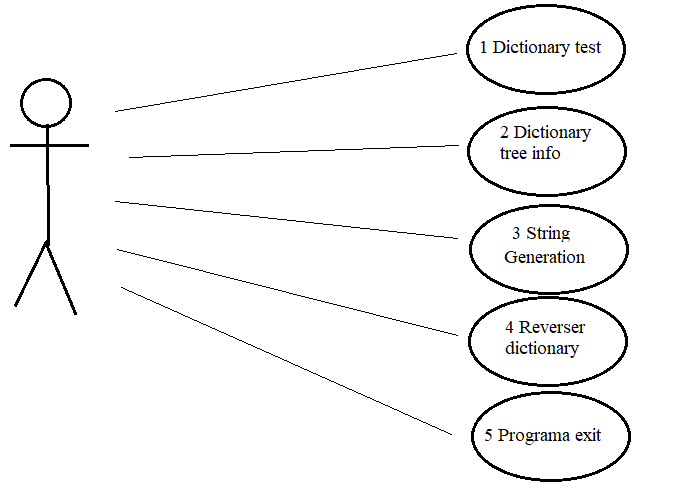 1 Dictionary test
2 Dictionary
tree info
3 String
Generation
4 Reverser
dictionary
5 Programa exit